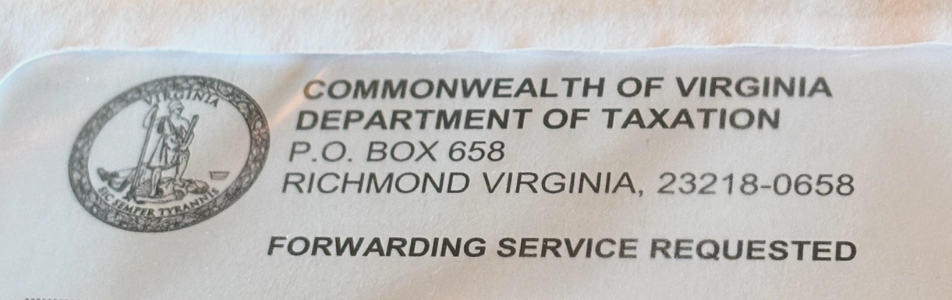 VIRGINIA
SIC SEMPER TYRANNIS
COMMONWEALTH OF VIRGINIA
DEPARTMENT OF TAXATION
P.O. BOX 658
RICHMOND VIRGINIA, 23218-0658
FORWARDING SERVICE REQUESTED